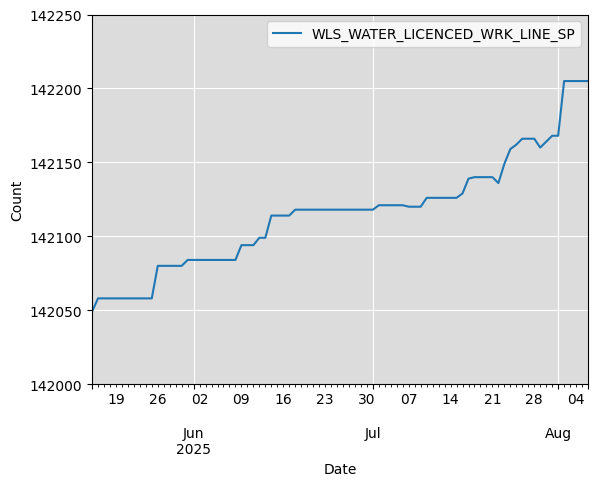 WLS_WATER_LICENCED_WRK_LINE_SP
142250
142200
142150
142100
142050
142000
Count
19 26 02 09 16 23 30 07 14 21 28 04
Jun Jul Aug
2025
Date